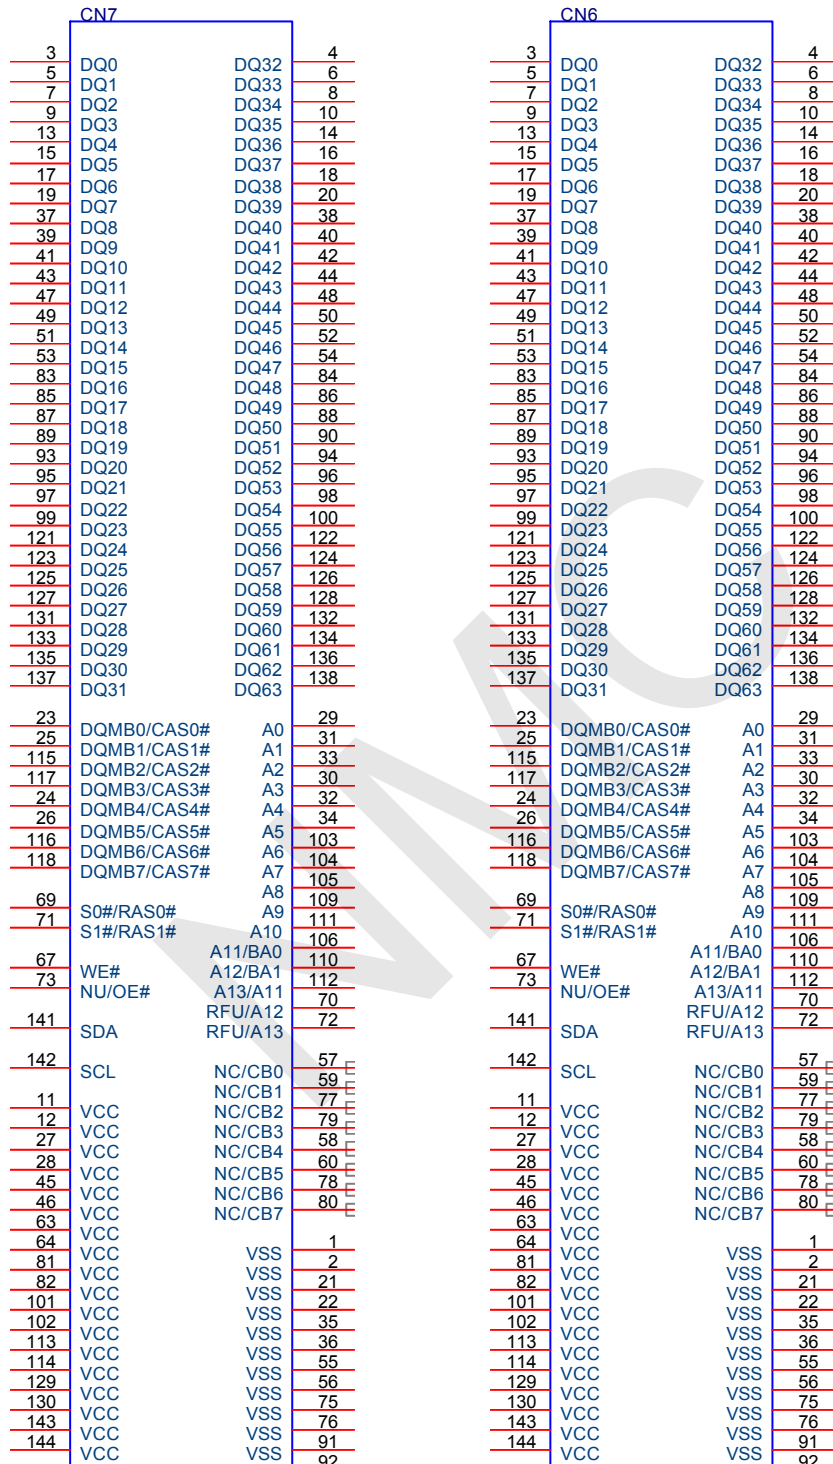 CN7
3 DQ0 DQ32 4
5 DQ1 DQ33 6
7 DQ2 DQ34 8
9 DQ3 DQ35 10
13 DQ4 DQ36 14
15 DQ5 DQ37 16
17 DQ6 DQ38 18
19 DQ7 DQ39 20
37 DQ8 DQ40 38
39 DQ9 DQ41 40
41 DQ10 DQ42 42
43 DQ11 DQ43 44
47 DQ12 DQ44 48
49 DQ13 DQ45 50
51 DQ14 DQ46 52
53 DQ15 DQ47 54
83 DQ16 DQ48 84
85 DQ17 DQ49 86
87 DQ18 DQ50 88
89 DQ19 DQ51 90
93 DQ20 DQ52 94
95 DQ21 DQ53 96
97 DQ22 DQ54 98
99 DQ23 DQ55 100
121 DQ24 DQ56 122
123 DQ25 DQ57 124
125 DQ26 DQ58 126
127 DQ27 DQ59 128
131 DQ28 DQ60 132
133 DQ29 DQ61 134
135 DQ30 DQ62 136
137 DQ31 DQ63 138
23 DQMB0/CAS0# A0 29
25 DQMB1/CAS1# A1 31
115 DQMB2/CAS2# A2 33
117 DQMB3/CAS3# A3 30
24 DQMB4/CAS4# A4 32
26 DQMB5/CAS5# A5 34
116 DQMB6/CAS6# A6 103
118 DQMB7/CAS7# A7 104
A8 105
69 S0#/RAS0# A9 109
71 S1#/RAS1# A10 111
A11/BA0 106
67 WE# A12/BA1 110
73 NU/OE# A13/A11 112
RFU/A12 70
141 SDA RFU/A13 72
142 SCL NC/CB0 57
NC/CB1 59
11 VCC NC/CB2 77
12 VCC NC/CB3 79
27 VCC NC/CB4 58
28 VCC NC/CB5 60
45 VCC NC/CB6 78
46 VCC NC/CB7 80
63 VCC
64 VCC VSS 1
81 VCC VSS 2
82 VCC VSS 21
101 VCC VSS 22
102 VCC VSS 35
113 VCC VSS 36
114 VCC VSS 55
129 VCC VSS 56
130 VCC VSS 75
143 VCC VSS 76
144 VCC VSS 91
92
CN6
3 DQ0 DQ32 4
5 DQ1 DQ33 6
7 DQ2 DQ34 8
9 DQ3 DQ35 10
13 DQ4 DQ36 14
15 DQ5 DQ37 16
17 DQ6 DQ38 18
19 DQ7 DQ39 20
37 DQ8 DQ40 38
39 DQ9 DQ41 40
41 DQ10 DQ42 42
43 DQ11 DQ43 44
47 DQ12 DQ44 48
49 DQ13 DQ45 50
51 DQ14 DQ46 52
53 DQ15 DQ47 54
83 DQ16 DQ48 84
85 DQ17 DQ49 86
87 DQ18 DQ50 88
89 DQ19 DQ51 90
93 DQ20 DQ52 94
95 DQ21 DQ53 96
97 DQ22 DQ54 98
99 DQ23 DQ55 100
121 DQ24 DQ56 122
123 DQ25 DQ57 124
125 DQ26 DQ58 126
127 DQ27 DQ59 128
131 DQ28 DQ60 132
133 DQ29 DQ61 134
135 DQ30 DQ62 136
137 DQ31 DQ63 138
23 DQMB0/CAS0# A0 29
25 DQMB1/CAS1# A1 31
115 DQMB2/CAS2# A2 33
117 DQMB3/CAS3# A3 30
24 DQMB4/CAS4# A4 32
26 DQMB5/CAS5# A5 34
116 DQMB6/CAS6# A6 103
118 DQMB7/CAS7# A7 104
A8 105
69 S0#/RAS0# A9 109
71 S1#/RAS1# A10 111
A11/BA0 106
67 WE# A12/BA1 110
73 NU/OE# A13/A11 112
RFU/A12 70
141 SDA RFU/A13 72
142 SCL NC/CB0 57
NC/CB1 59
11 VCC NC/CB2 77
12 VCC NC/CB3 79
27 VCC NC/CB4 58
28 VCC NC/CB5 60
45 VCC NC/CB6 78
46 VCC NC/CB7 80
63 VCC
64 VCC VSS 1
81 VCC VSS 2
82 VCC VSS 21
101 VCC VSS 22
102 VCC VSS 35
113 VCC VSS 36
114 VCC VSS 55
129 VCC VSS 56
130 VCC VSS 75
143 VCC VSS 76
144 VCC VSS 91
92
NMC